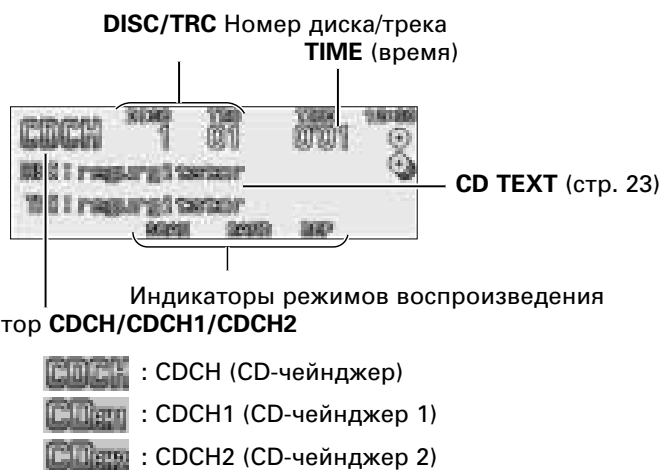 DISC/TRC Номер диска/трека
TIME (время)
CDCH 1 01 0'01
CD TEXT (стр. 23)
Индикаторы режимов воспроизведения
тор CDCH/CDCH1/CDCH2
CDCH : CDCH (CD-чейнджер)
: CDCH1 (CD-чейнджер 1)
: CDCH2 (CD-чейнджер 2)